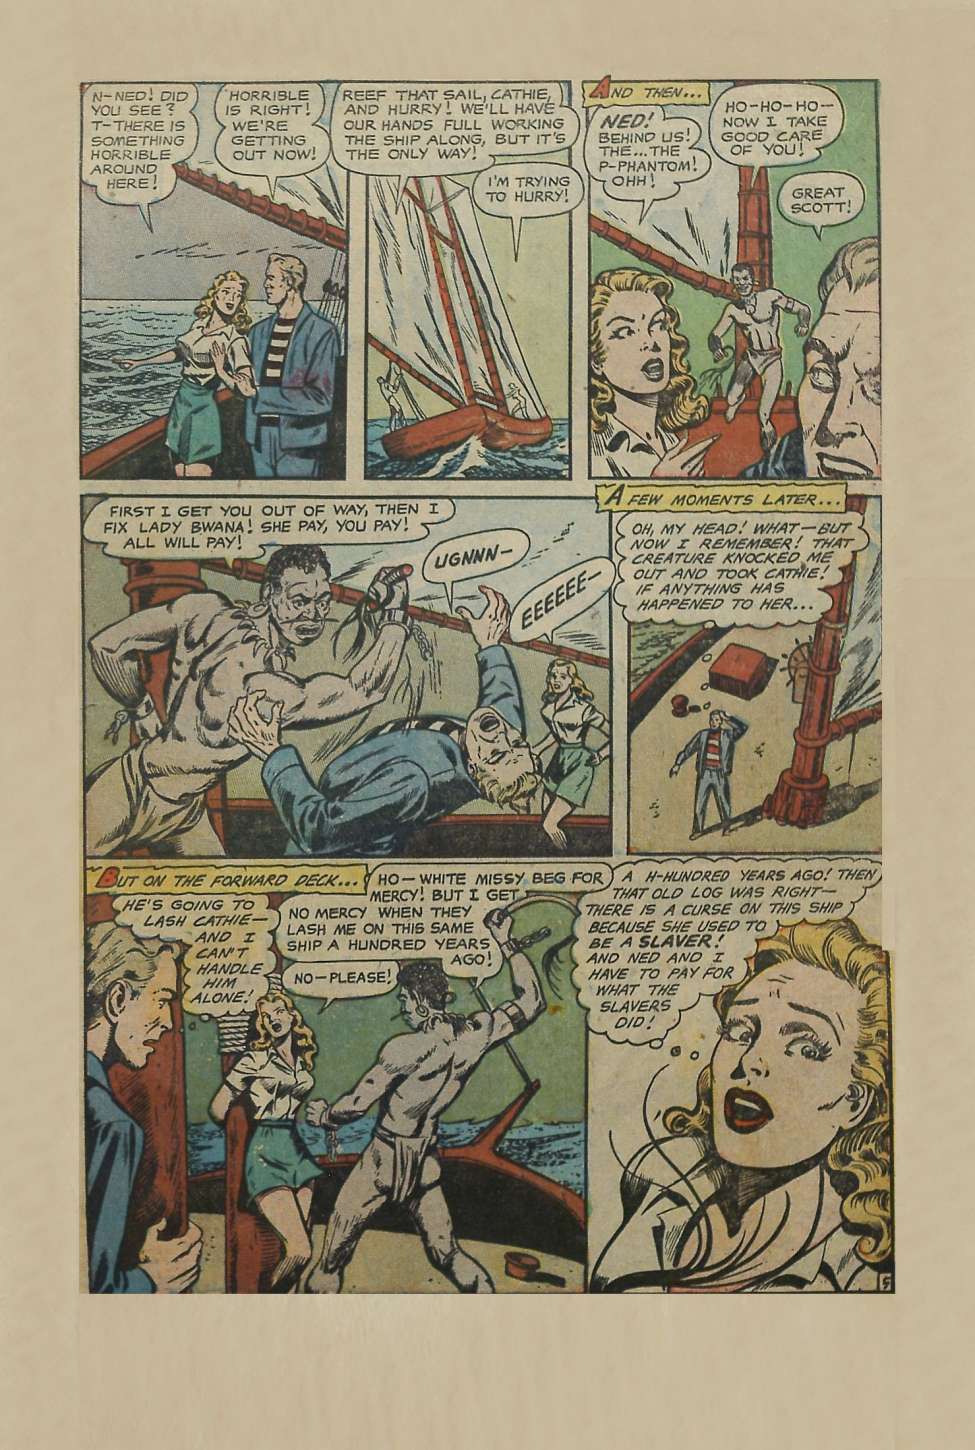 N-NED! DID
YOU SEE?
T-THERE IS
SOMETHING
HORRIBLE
AROUND
HERE!
HORRIBLE
IS RIGHT!
WE'RE
GETTING
OUT NOW!
REEF THAT SAIL, CATHIE,
AND HURRY! WE'LL HAVE
OUR HANDS FULL WORKING
THE SHIP ALONG, BUT IT'S
THE ONLY WAY!
I'M TRYING
TO HURRY!
AND THEN...
NED!
BEHIND US!
THE...THE
P-PHANTOM!
OHH!
HO-HO-HO-
NOW I TAKE
GOOD CARE
OF YOU!
GREAT
SCOTT!
FIRST I GET YOU OUT OF WAY, THEN I
FIX LADY BWANA! SHE PAY, YOU PAY!
ALL WILL PAY!
UGNNN-
EEEEEE-
A FEW MOMENTS LATER...
OH, MY HEAD! WHAT-BUT
NOW I REMEMBER! THAT
CREATURE KNOCKED ME
OUT AND TOOK CATHIE!
IF ANYTHING HAS
HAPPENED TO HER...
BUT ON THE FORWARD DECK...
HE'S GOING TO
LASH CATHIE-
AND I
CAN'T
HANDLE
HIM
ALONE!
HO-WHITE MISSY BEG FOR
MERCY! BUT I GET
NO MERCY WHEN THEY
LASH ME ON THIS SAME
SHIP A HUNDRED YEARS
AGO!
NO-PLEASE!
A H-HUNDRED YEARS AGO! THEN
THAT OLD LOG WAS RIGHT-
THERE IS A CURSE ON THIS SHIP
BECAUSE SHE USED TO
BE A SLAVER!
AND NED AND I
HAVE TO PAY FOR
WHAT THE
SLAVERS
DID!
5